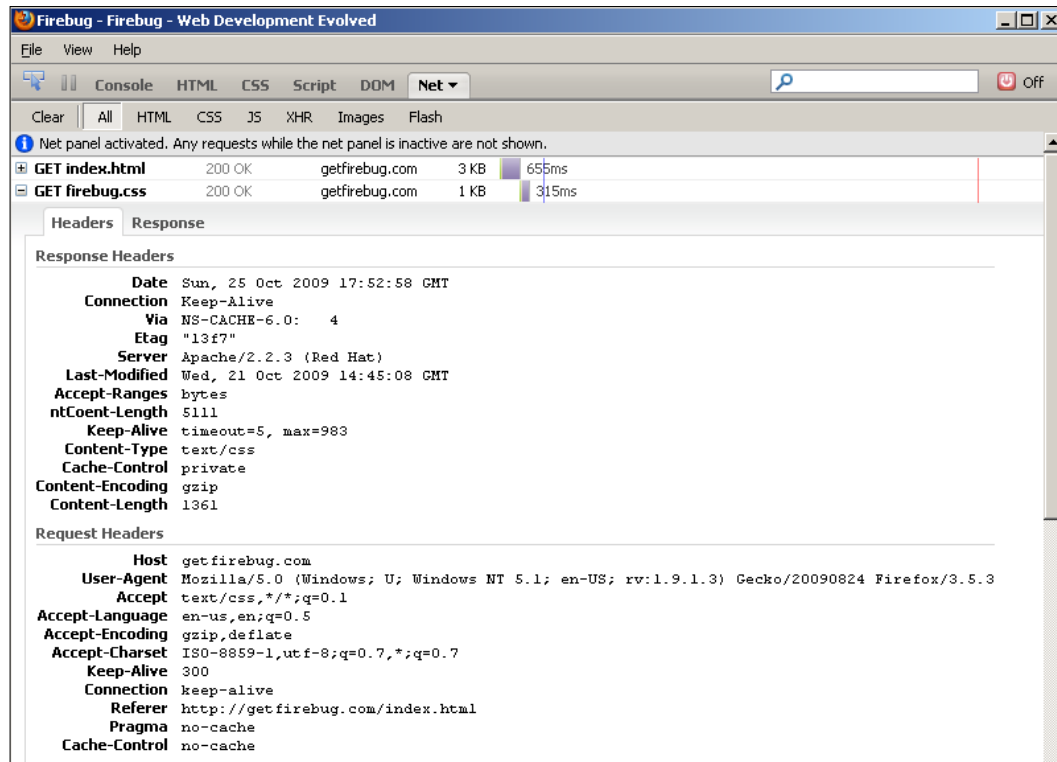 Firebug - Firebug - Web Development Evolved
File View Help
Console HTML CSS Script DOM Net Off
Clear All HTML CSS JS XHR Images Flash
Net panel activated. Any requests while the net panel is inactive are not shown.
GET index.html 200 OK getfirebug.com 3 KB 655ms
GET firebug.css 200 OK getfirebug.com 1 KB 315ms
Headers Response
Response Headers
Date Sun, 25 Oct 2009 17:52:58 GMT
Connection Keep-Alive
Via NS-CACHE-6.0: 4
Etag "13f7"
Server Apache/2.2.3 (Red Hat)
Last-Modified Wed, 21 Oct 2009 14:45:08 GMT
Accept-Ranges bytes
ntCoent-Length 5111
Keep-Alive timeout=5, max=983
Content-Type text/css
Cache-Control private
Content-Encoding gzip
Content-Length 1361
Request Headers
Host getfirebug.com
User-Agent Mozilla/5.0 (Windows; U; Windows NT 5.1; en-US; rv:1.9.1.3) Gecko/20090824 Firefox/3.5.3
Accept text/css,*/*;q=0.1
Accept-Language en-us,en;q=0.5
Accept-Encoding gzip,deflate
Accept-Charset ISO-8859-1,utf-8;q=0.7,*;q=0.7
Keep-Alive 300
Connection keep-alive
Referer http://getfirebug.com/index.html
Pragma no-cache
Cache-Control no-cache